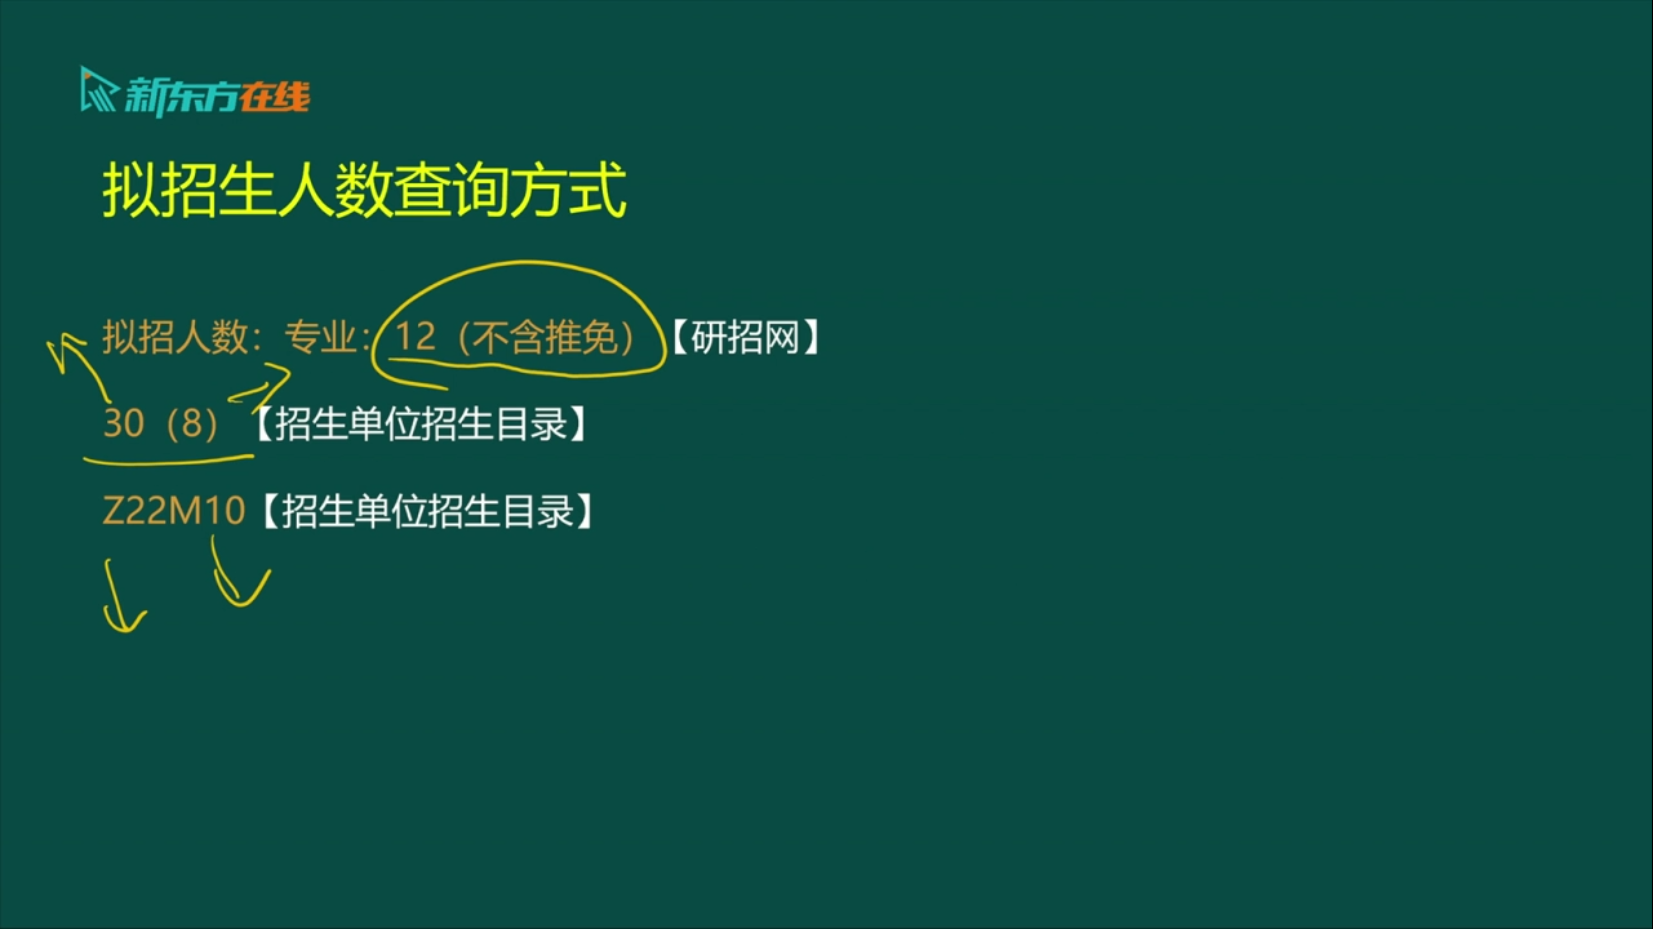 新东方在线
拟招生人数查询方式
拟招人数：专业：12（不含推免）【研招网】
30（8）【招生单位招生目录】
Z22M10【招生单位招生目录】